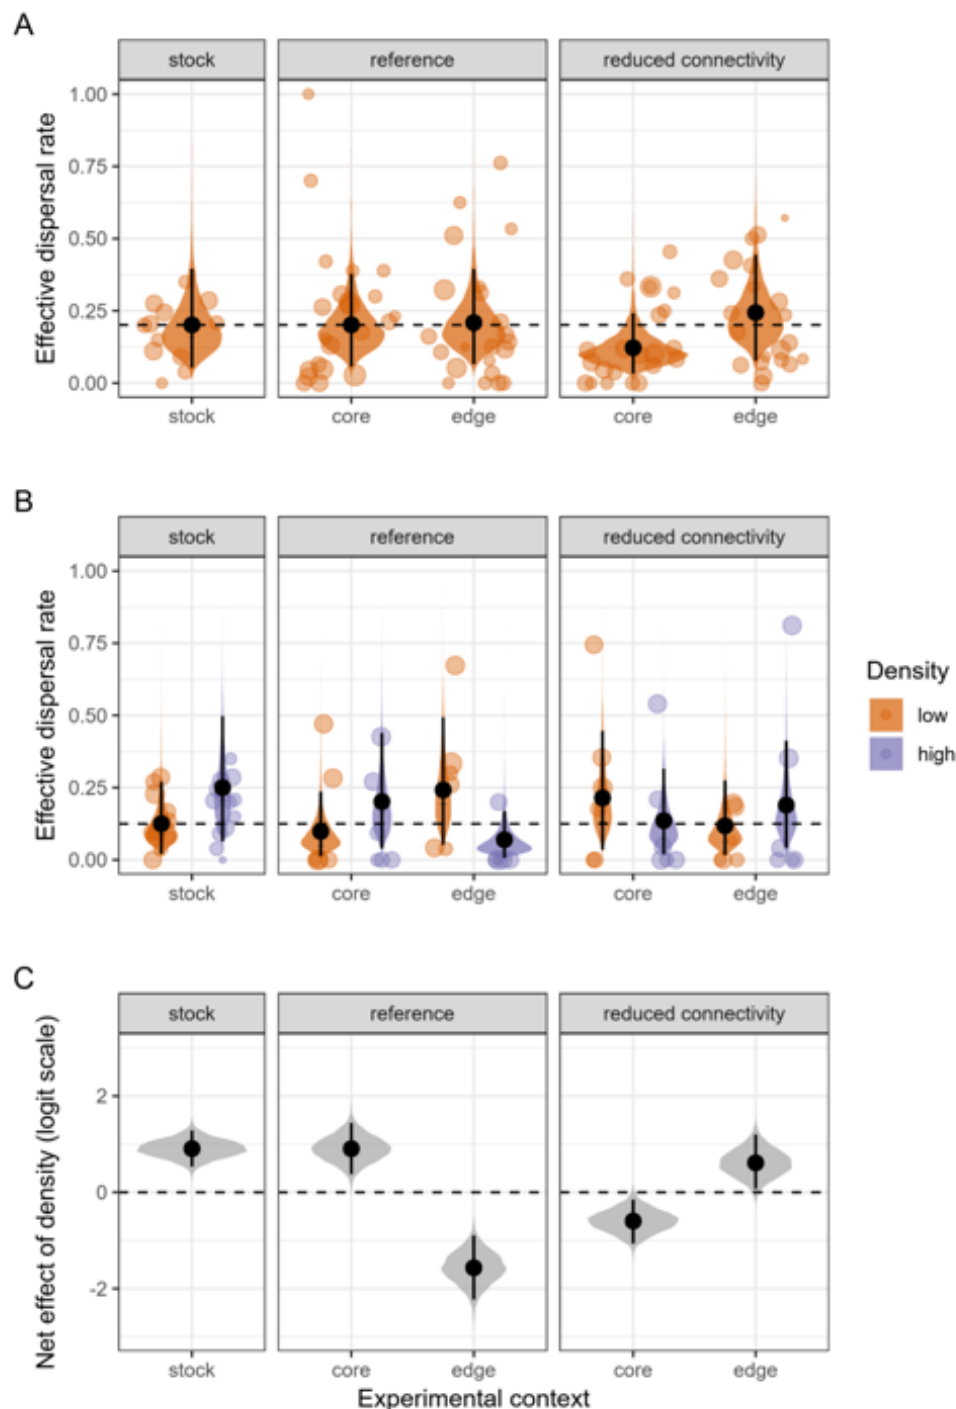 A
stock reference reduced connectivity
Effective dispersal rate
1.00
0.75
0.50
0.25
0.00
stock core edge core edge
B
stock reference reduced connectivity
Effective dispersal rate
1.00
0.75
0.50
0.25
0.00
stock core edge core edge
Density
low
high
C
stock reference reduced connectivity
Net effect of density (logit scale)
2
0
-2
stock core edge core edge
Experimental context